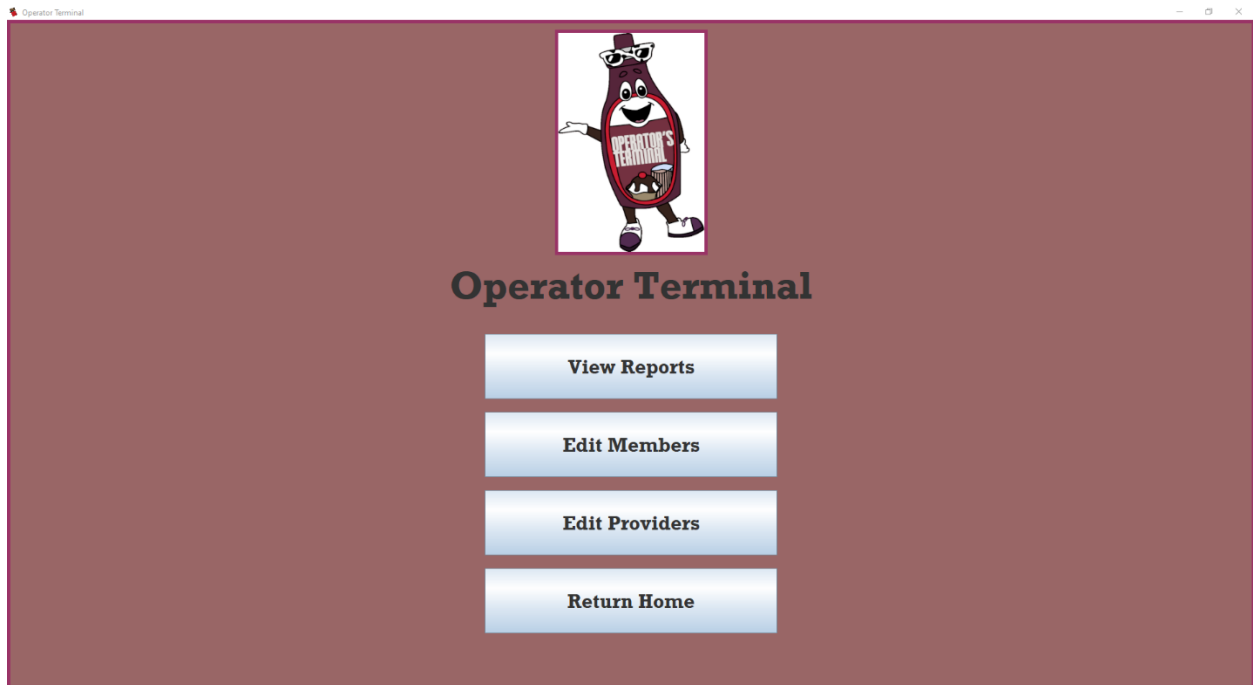 Operator Terminal
OPERATOR'S
TERMINAL
Operator Terminal
View Reports
Edit Members
Edit Providers
Return Home